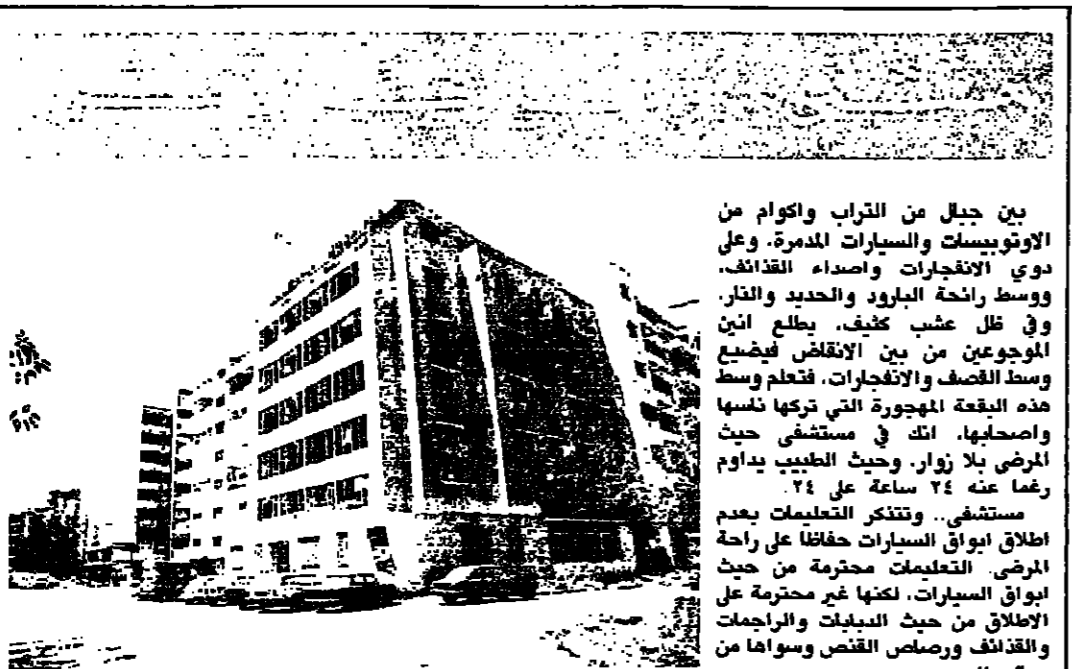 بين جبال من التراب واكوام من
الاوتوبيسات والسيارات المدمرة، وعلى
دوي الانفجارات واصداء القذائف،
ووسط رائحة البارود والحديد والنار.
وفي ظل عشب كثيف، يطلع انين
الموجوعين من بين الانقاض فيضيع
وسط القصف والانفجارات، فتعلم وسط
هذه البقعة المهجورة التي تركها ناسها
واصحابها، انك في مستشفى حيث
المرضى بلا زوار، وحيث الطبيب يداوم
رغما عنه ٢٤ ساعة على ٢٤.
مستشفى.. وتتذكر التعليمات بعدم
اطلاق ابواق السيارات حفاظا على راحة
المرضى. التعليمات محترمة من حيث
ابواق السيارات، لكنها غير محترمة على
الاطلاق من حيث الدبابات والراجمات
والقذائف ورصاص القنص وسواها من